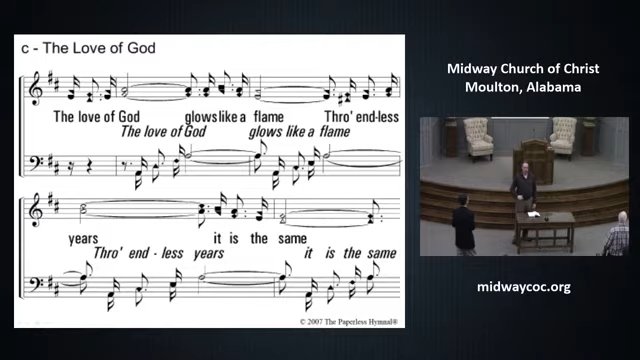 c - The Love of God
The love of God glows like a flame Thro' end-less
The love of God glows like a flame
years it is the same
Thro' end - less years it is the same
© 2007 The Paperless Hymnal®
Midway Church of Christ
Moulton, Alabama
midwaycoc.org